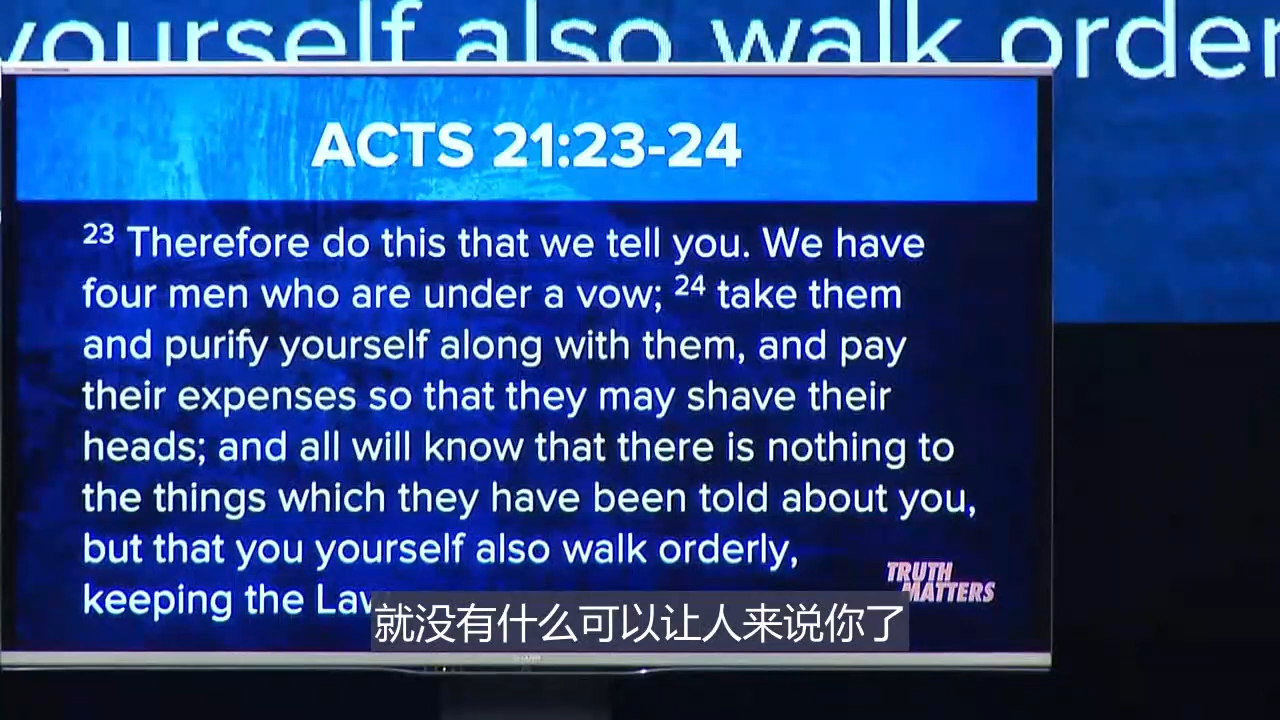 yourself also walk order
ACTS 21:23-24
23 Therefore do this that we tell you. We have
four men who are under a vow; 24 take them
and purify yourself along with them, and pay
their expenses so that they may shave their
heads; and all will know that there is nothing to
the things which they have been told about you,
but that you yourself also walk orderly,
keeping the Law
TRUTH
MATTERS
就没有什么可以让人来说你了